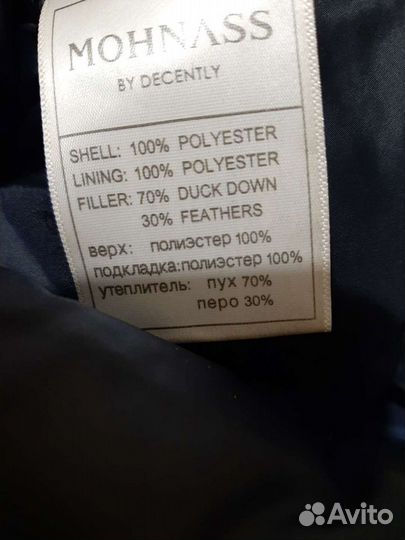 MOHNASS
BY DECENTLY
SHELL: 100% POLYESTER
LINING: 100% POLYESTER
FILLER: 70% DUCK DOWN
30% FEATHERS
верх: полиэстер 100%
подкладка:полиэстер 100%
утеплитель: пух 70%
перо 30%
Avito